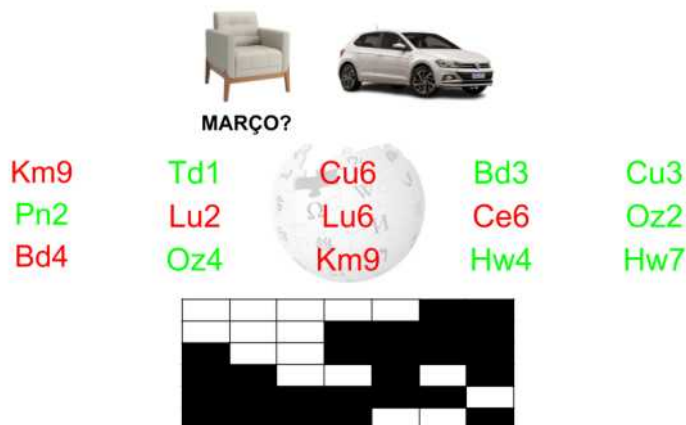 MARÇO?
Km9 Td1 Cu6 Bd3 Cu3
Pn2 Lu2 Lu6 Ce6 Oz2
Bd4 Oz4 Km9 Hw4 Hw7